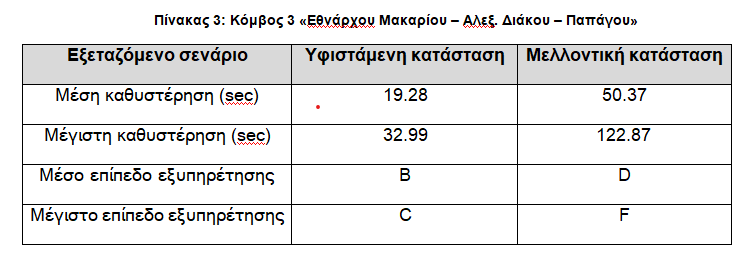 Πίνακας 3: Κόμβος 3 «Εθνάρχου Μακαρίου – Αλεξ. Διάκου – Παπάγου»
Εξεταζόμενο σενάριο Υφιστάμενη κατάσταση Μελλοντική κατάσταση
Μέση καθυστέρηση (sec) 19.28 50.37
Μέγιστη καθυστέρηση (sec) 32.99 122.87
Μέσο επίπεδο εξυπηρέτησης B D
Μέγιστο επίπεδο εξυπηρέτησης C F